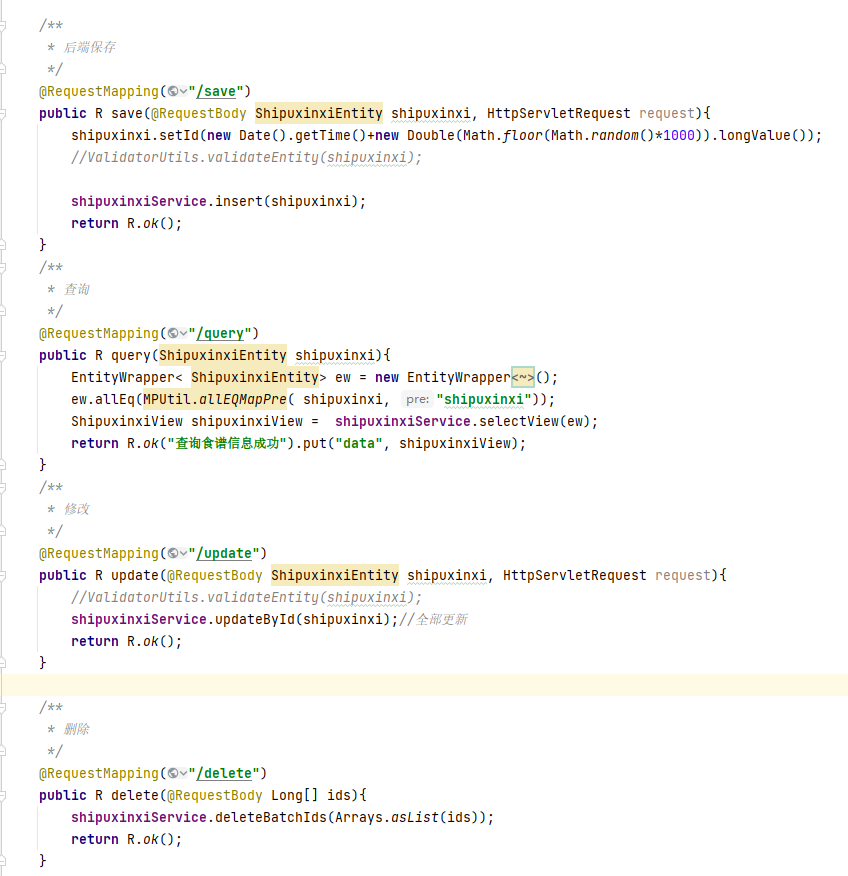 /**
 * 后端保存
 */
@RequestMapping("/save")
public R save(@RequestBody ShipuxinxiEntity shipuxinxi, HttpServletRequest request){
    shipuxinxi.setId(new Date().getTime()+new Double(Math.floor(Math.random()*1000)).longValue());
    //ValidatorUtils.validateEntity(shipuxinxi);
    shipuxinxiService.insert(shipuxinxi);
    return R.ok();
}
/**
 * 查询
 */
@RequestMapping("/query")
public R query(ShipuxinxiEntity shipuxinxi){
    EntityWrapper< ShipuxinxiEntity> ew = new EntityWrapper<~>();
    ew.allEq(MPUtil.allEQMapPre( shipuxinxi, pre: "shipuxinxi"));
    ShipuxinxiView shipuxinxiView =  shipuxinxiService.selectView(ew);
    return R.ok("查询食谱信息成功").put("data", shipuxinxiView);
}
/**
 * 修改
 */
@RequestMapping("/update")
public R update(@RequestBody ShipuxinxiEntity shipuxinxi, HttpServletRequest request){
    //ValidatorUtils.validateEntity(shipuxinxi);
    shipuxinxiService.updateById(shipuxinxi);//全部更新
    return R.ok();
}
/**
 * 删除
 */
@RequestMapping("/delete")
public R delete(@RequestBody Long[] ids){
    shipuxinxiService.deleteBatchIds(Arrays.asList(ids));
    return R.ok();
}